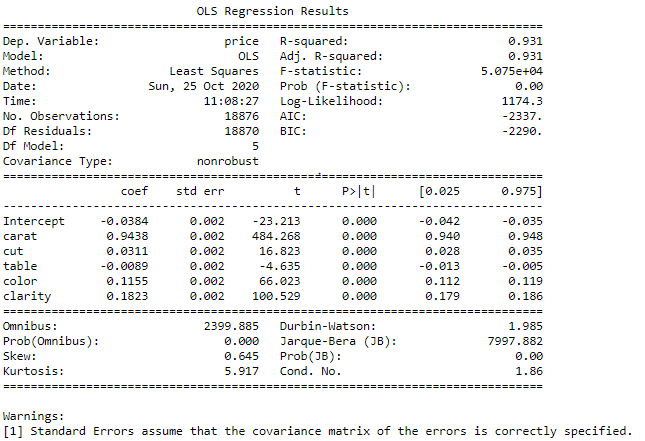 OLS Regression Results
==============================================================================
Dep. Variable:                  price   R-squared:                       0.931
Model:                            OLS   Adj. R-squared:                  0.931
Method:                 Least Squares   F-statistic:                 5.075e+04
Date:                Sun, 25 Oct 2020   Prob (F-statistic):               0.00
Time:                        11:08:27   Log-Likelihood:                 1174.3
No. Observations:               18876   AIC:                            -2337.
Df Residuals:                   18870   BIC:                            -2290.
Df Model:                           5
Covariance Type:            nonrobust
==============================================================================
                 coef    std err          t      P>|t|      [0.025      0.975]
------------------------------------------------------------------------------
Intercept     -0.0384      0.002    -23.213      0.000      -0.042      -0.035
carat          0.9438      0.002    484.268      0.000       0.940       0.948
cut            0.0311      0.002     16.823      0.000       0.028       0.035
table         -0.0089      0.002     -4.635      0.000      -0.013      -0.005
color          0.1155      0.002     66.023      0.000       0.112       0.119
clarity        0.1823      0.002    100.529      0.000       0.179       0.186
==============================================================================
Omnibus:                     2399.885   Durbin-Watson:                   1.985
Prob(Omnibus):                  0.000   Jarque-Bera (JB):             7997.882
Skew:                           0.645   Prob(JB):                         0.00
Kurtosis:                       5.917   Cond. No.                         1.86
==============================================================================
Warnings:
[1] Standard Errors assume that the covariance matrix of the errors is correctly specified.